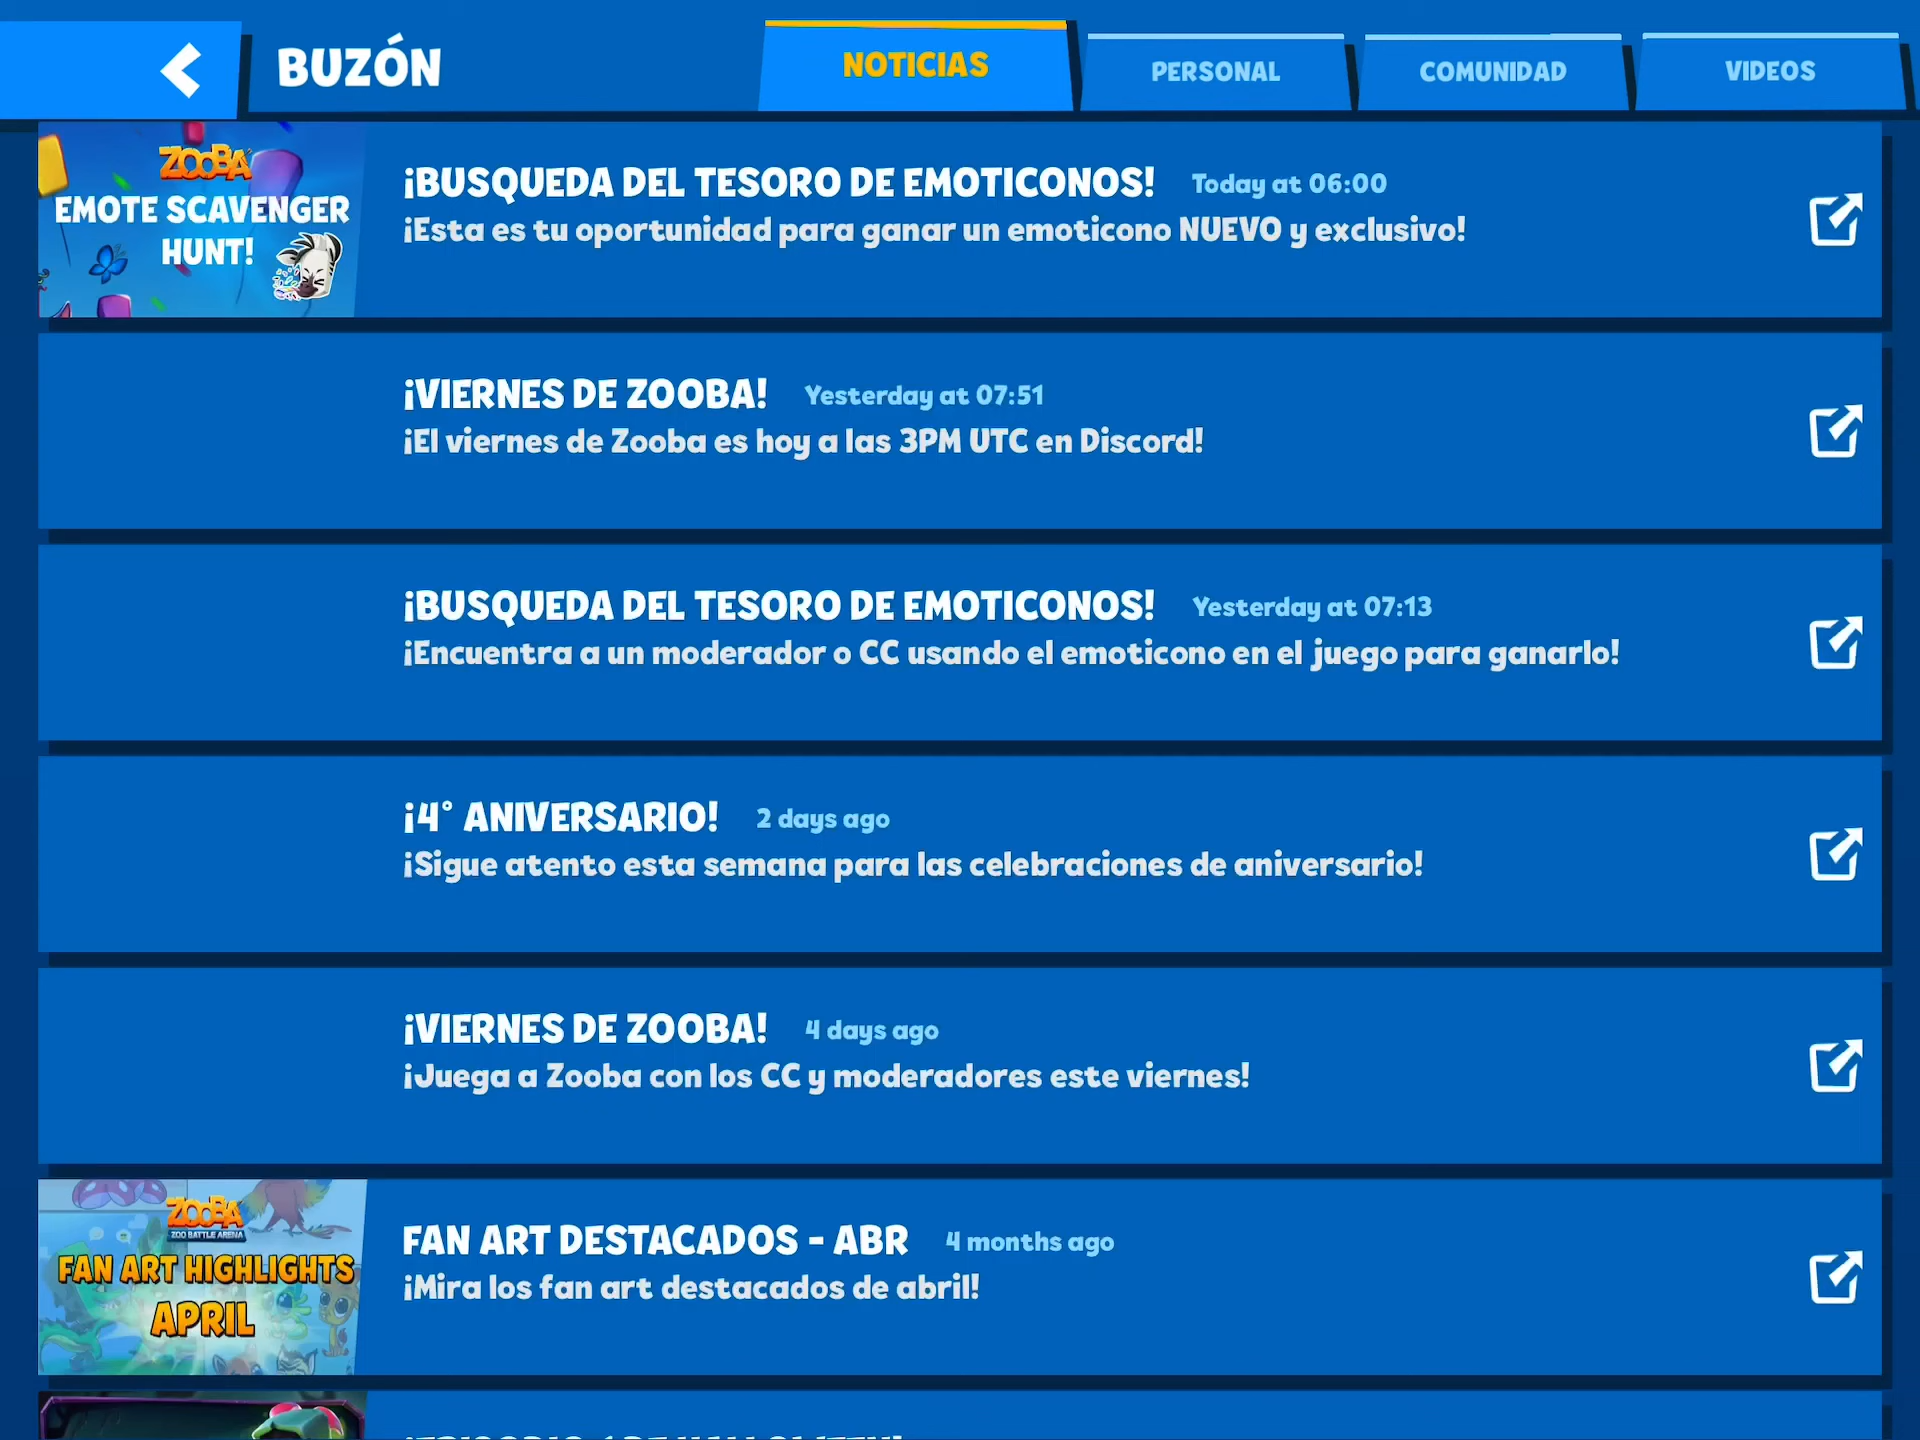 BUZÓN
NOTICIAS
PERSONAL
COMUNIDAD
VIDEOS
ZOOBA
EMOTE SCAVENGER
HUNT!
¡BUSQUEDA DEL TESORO DE EMOTICONOS! Today at 06:00
¡Esta es tu oportunidad para ganar un emoticono NUEVO y exclusivo!
¡VIERNES DE ZOOBA! Yesterday at 07:51
¡El viernes de Zooba es hoy a las 3PM UTC en Discord!
¡BUSQUEDA DEL TESORO DE EMOTICONOS! Yesterday at 07:13
¡Encuentra a un moderador o CC usando el emoticono en el juego para ganarlo!
¡4° ANIVERSARIO! 2 days ago
¡Sigue atento esta semana para las celebraciones de aniversario!
¡VIERNES DE ZOOBA! 4 days ago
¡Juega a Zooba con los CC y moderadores este viernes!
ZOOBA
ZOO BATTLE ARENA
FAN ART HIGHLIGHTS
APRIL
FAN ART DESTACADOS - ABR 4 months ago
¡Mira los fan art destacados de abril!